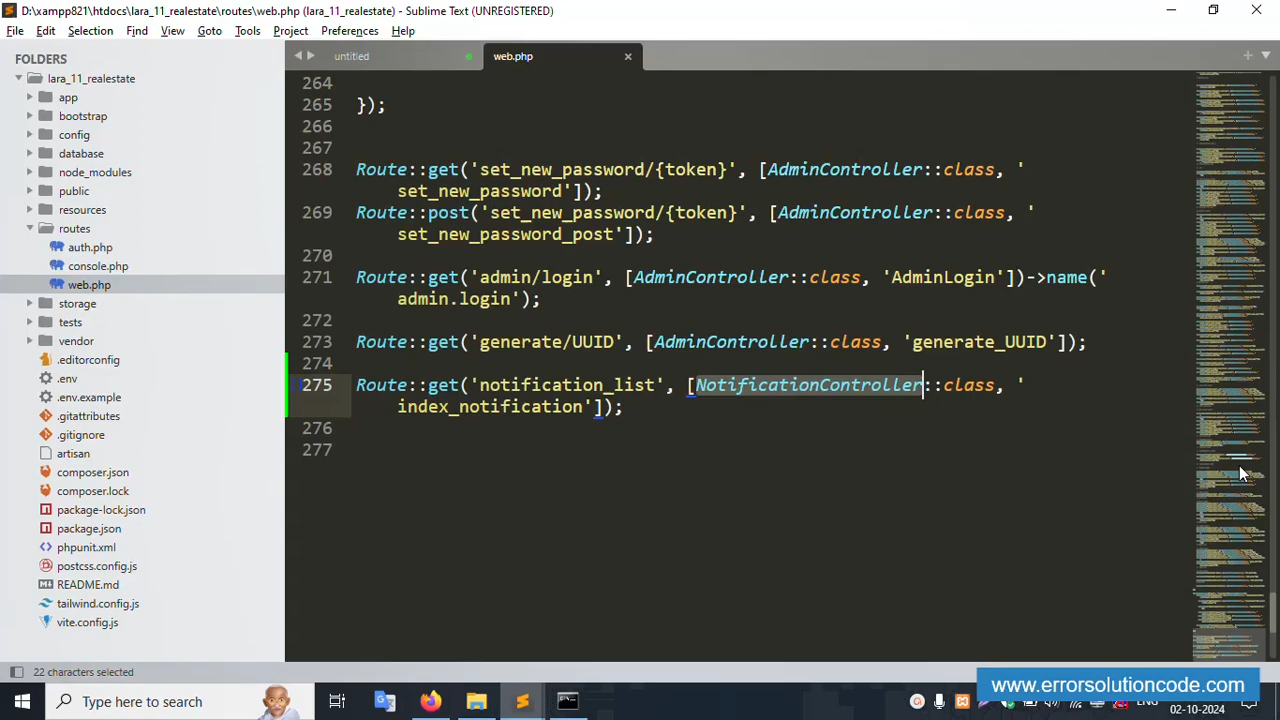 D:\xampp821\htdocs\lara_11_realestate\routes\web.php (lara_11_realestate) - Sublime Text (UNREGISTERED)
File Edit Selection Find View Goto Tools Project Preferences Help
FOLDERS
lara_11_realestate
app
bootstrap
config
database
node_modules
public
resources
routes
auth.php
console.php
web.php
storage
tests
vendor
.editorconfig
.env
.env.example
.gitattributes
.gitignore
artisan
composer.json
composer.lock
package-lock.json
package.json
phpunit.xml
postcss.config.js
README.md
tailwind.config.js
vite.config.js
untitled web.php
264
265 });
266
267
268 Route::get('set_new_password/{token}', [AdminController::class, '
set_new_password']);
269 Route::post('set_new_password/{token}', [AdminController::class, '
set_new_password_post']);
270
271 Route::get('admin/login', [AdminController::class, 'AdminLogin'])->name('
admin.login');
272
273 Route::get('generate/UUID', [AdminController::class, 'generate_UUID']);
274
275 Route::get('notification_list', [NotificationController::class, '
index_notification']);
276
277
22 characters selected
Type here to search
www.errorsolutioncode.com
02-10-2024